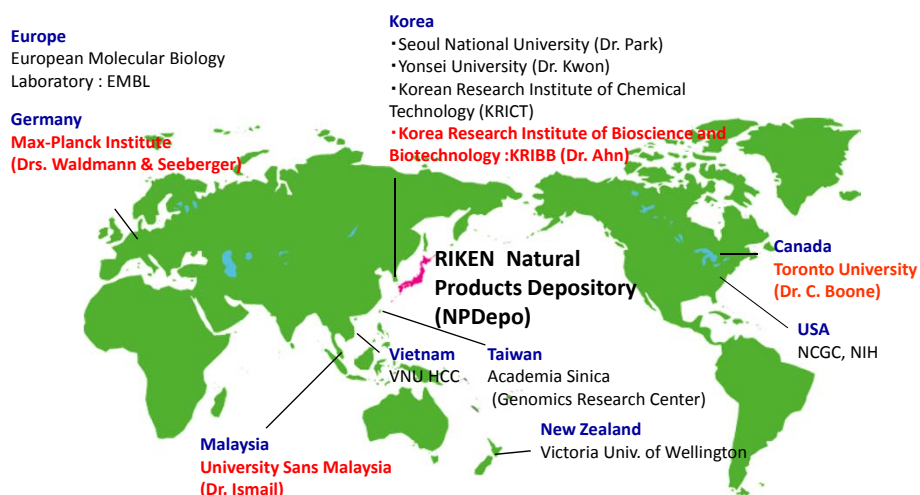 Europe
European Molecular Biology
Laboratory : EMBL
Germany
Max-Planck Institute
(Drs. Waldmann & Seeberger)
Korea
・Seoul National University (Dr. Park)
・Yonsei University (Dr. Kwon)
・Korean Research Institute of Chemical
Technology (KRICT)
・Korea Research Institute of Bioscience and
Biotechnology :KRIBB (Dr. Ahn)
RIKEN Natural
Products Depository
(NPDepo)
Canada
Toronto University
(Dr. C. Boone)
USA
NCGC, NIH
Vietnam
VNU HCC
Taiwan
Academia Sinica
(Genomics Research Center)
New Zealand
Victoria Univ. of Wellington
Malaysia
University Sans Malaysia
(Dr. Ismail)